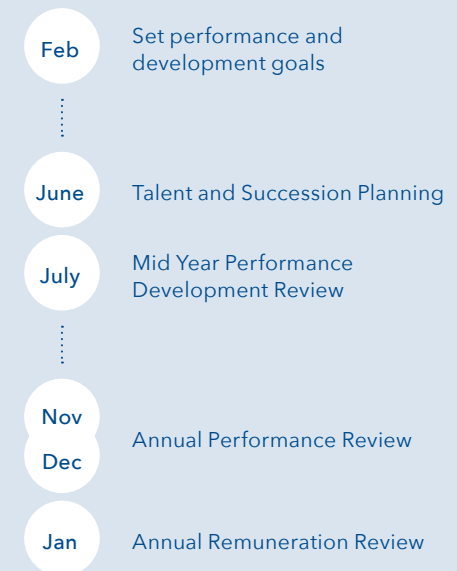 Feb
Set performance and
development goals
June
Talent and Succession Planning
July
Mid Year Performance
Development Review
Nov
Dec
Annual Performance Review
Jan
Annual Remuneration Review